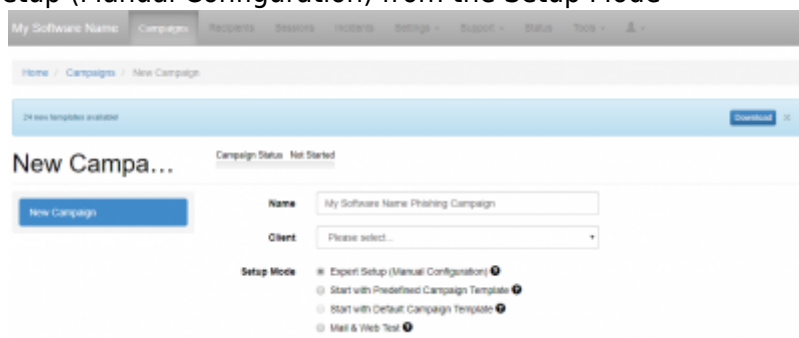 etup (Manual Configuration) from the Setup Mode
My Software Name Campaigns Recipients Sessions Incidents Settings Support Status Tools
Home / Campaigns / New Campaign
24 new templates available
Download ×
New Campa...
Campaign Status Not Started
New Campaign
Name My Software Name Phishing Campaign
Client Please select...
Setup Mode Expert Setup (Manual Configuration)
Start with Predefined Campaign Template
Start with Default Campaign Template
Mail & Web Test